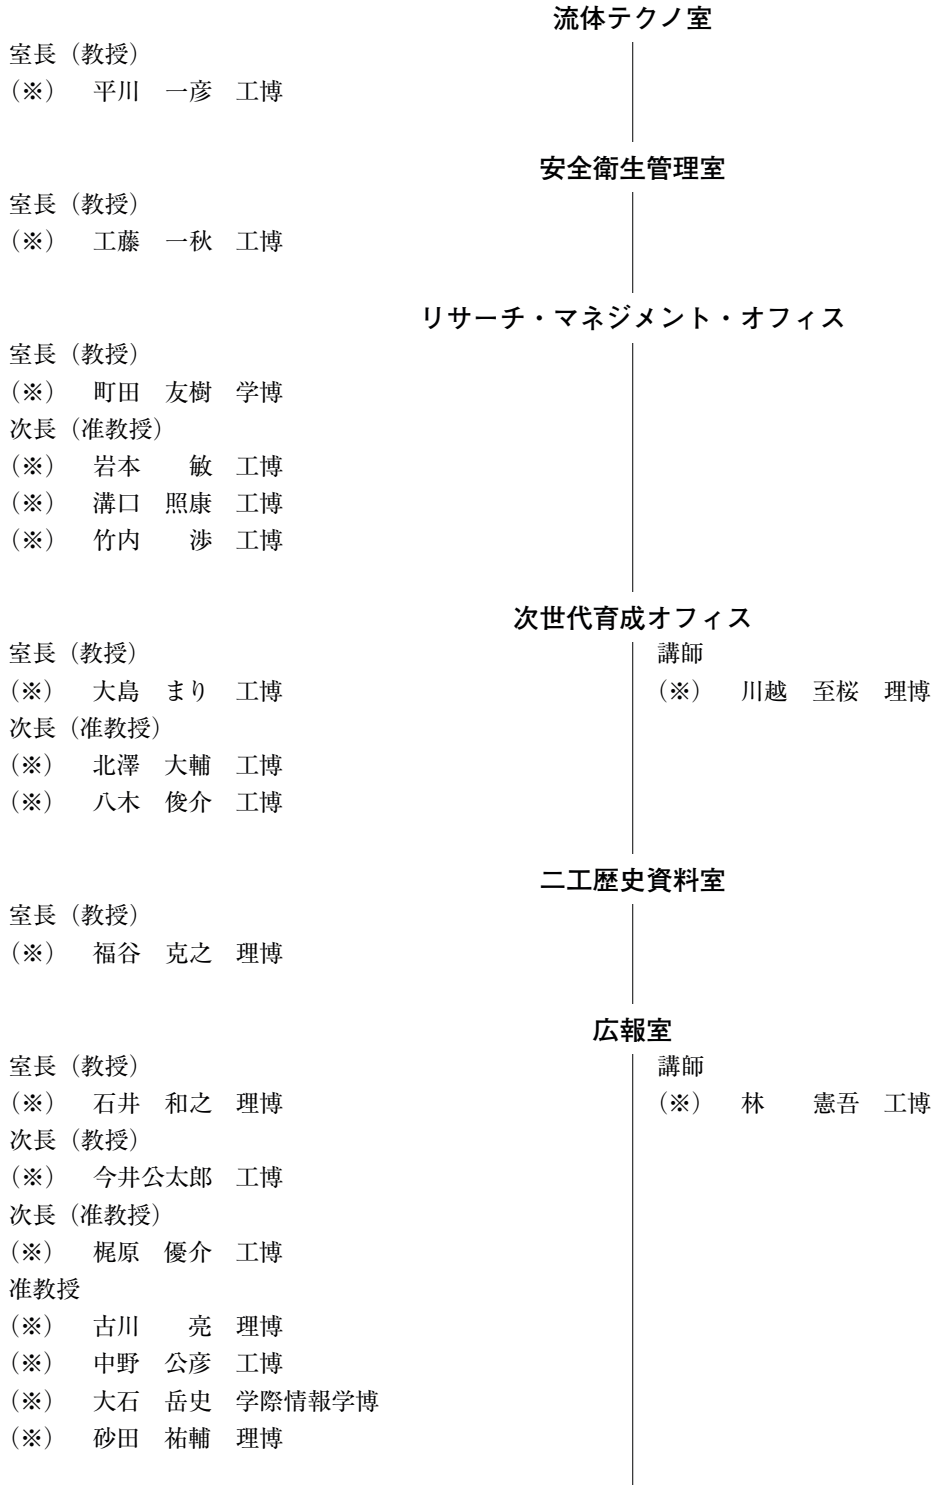 流体テクノ室
室長（教授）
（※）　平川　一彦　工博
安全衛生管理室
室長（教授）
（※）　工藤　一秋　工博
リサーチ・マネジメント・オフィス
室長（教授）
（※）　町田　友樹　学博
次長（准教授）
（※）　岩本　　敏　工博
（※）　溝口　照康　工博
（※）　竹内　　渉　工博
次世代育成オフィス
室長（教授）
（※）　大島　まり　工博
次長（准教授）
（※）　北澤　大輔　工博
（※）　八木　俊介　工博
講師
（※）　川越　至桜　理博
二工歴史資料室
室長（教授）
（※）　福谷　克之　理博
広報室
室長（教授）
（※）　石井　和之　理博
次長（教授）
（※）　今井公太郎　工博
次長（准教授）
（※）　梶原　優介　工博
准教授
（※）　古川　　亮　理博
（※）　中野　公彦　工博
（※）　大石　岳史　学際情報学博
（※）　砂田　祐輔　理博
講師
（※）　林　　憲吾　工博